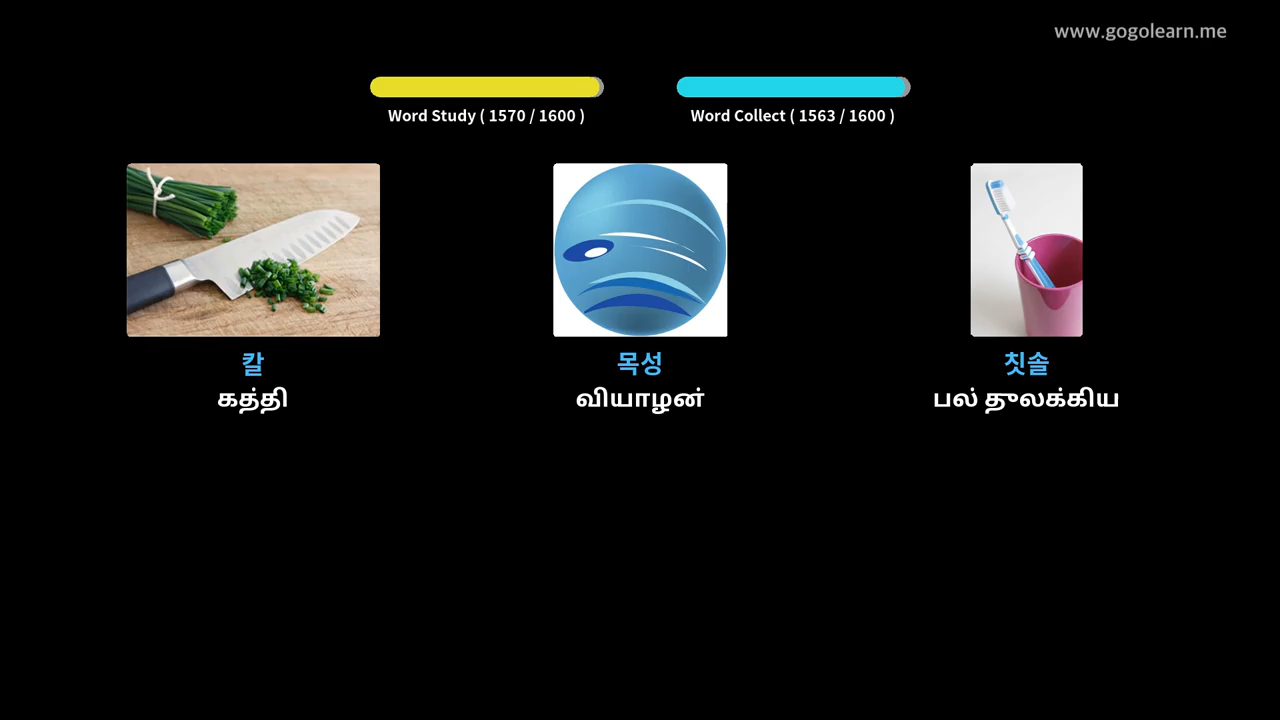 www.gogolearn.me
Word Study ( 1570 / 1600 )
Word Collect ( 1563 / 1600 )
칼
கத்தி
목성
வியாழன்
칫솔
பல் துலக்கிய